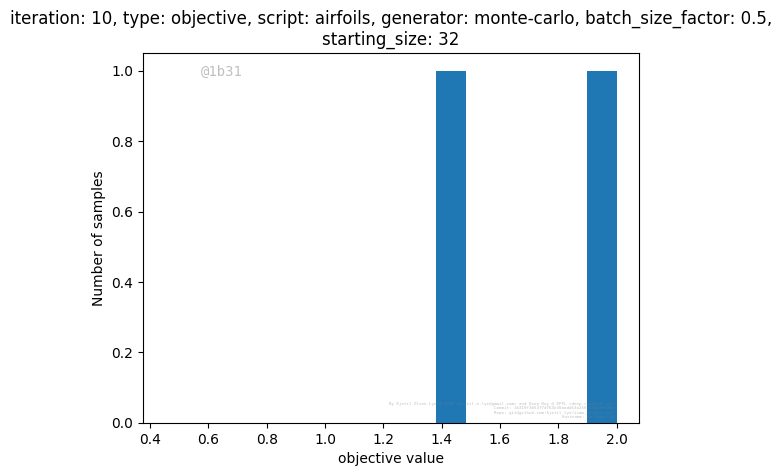 iteration: 10, type: objective, script: airfoils, generator: monte-carlo, batch_size_factor: 0.5,
starting_size: 32
@1b31
1.0
0.8
0.6
0.4
0.2
0.0
Number of samples
0.4 0.6 0.8 1.0 1.2 1.4 1.6 1.8 2.0
objective value